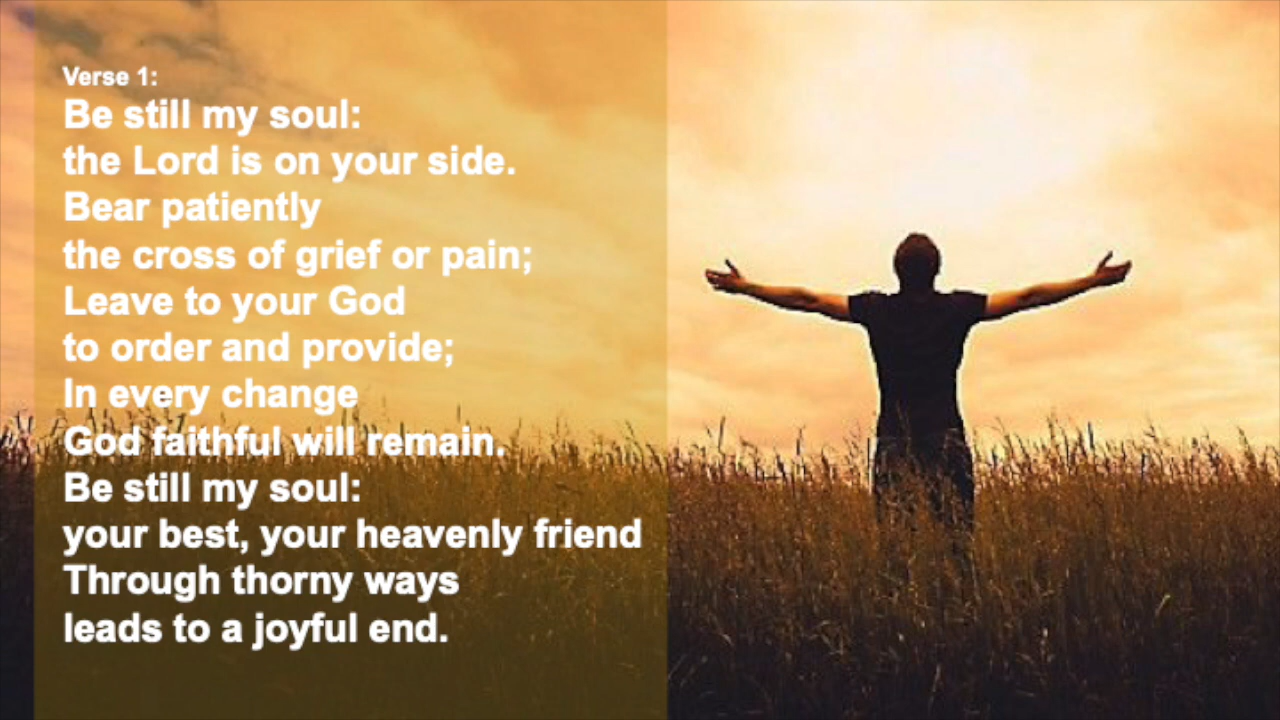 Verse 1:
Be still my soul:
the Lord is on your side.
Bear patiently
the cross of grief or pain;
Leave to your God
to order and provide;
In every change
God faithful will remain.
Be still my soul:
your best, your heavenly friend
Through thorny ways
leads to a joyful end.